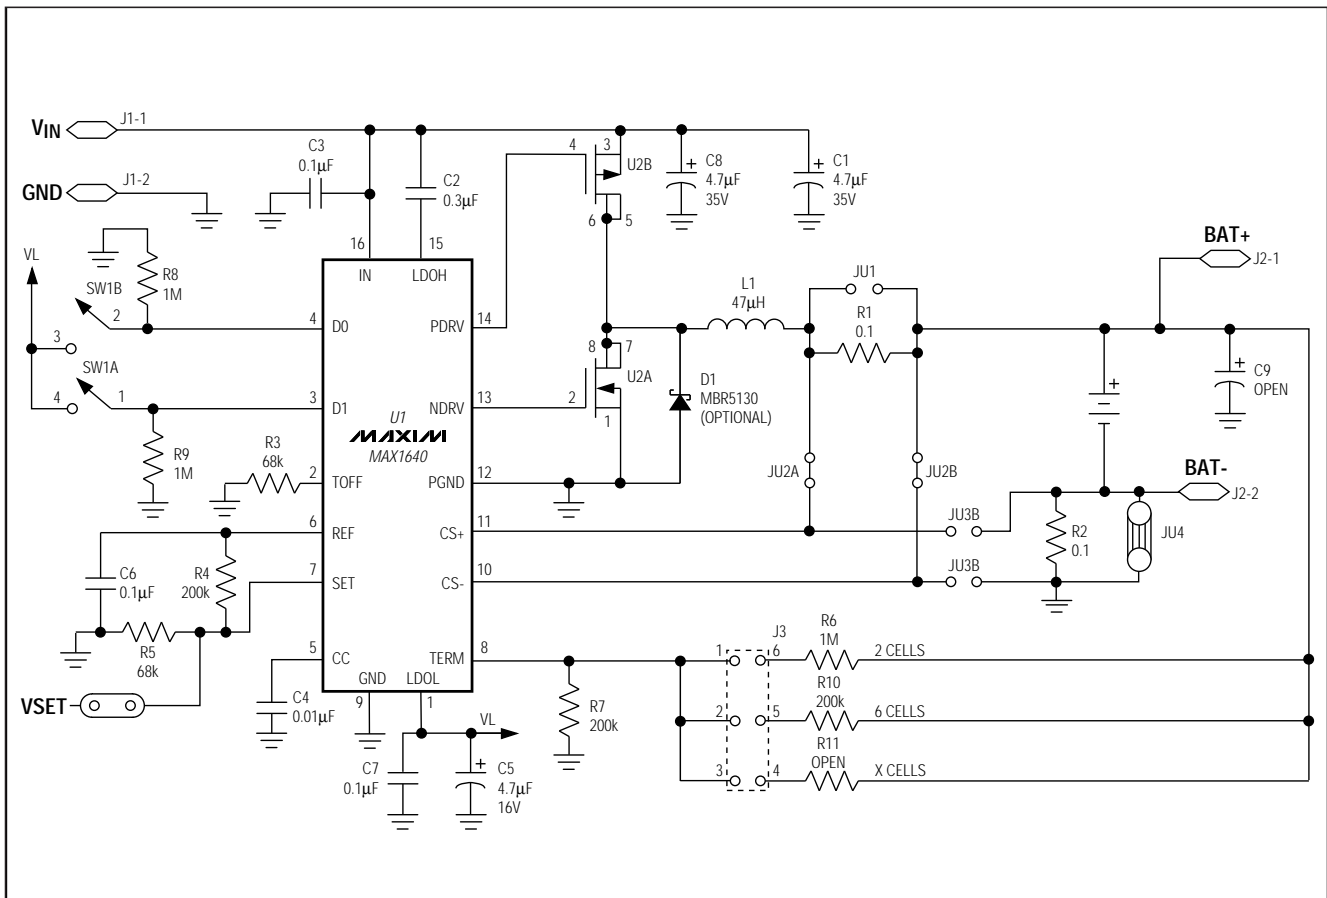 VIN J1-1
GND J1-2
C3
0.1µF
C2
0.3µF
4 3
U2B
6 5
C8
4.7µF
35V
+
C1
4.7µF
35V
+
BAT+
J2-1
VL
R8
1M
SW1B
2
3
SW1A
4 1
R9
1M
16 15
IN LDOH
4 D0
3 D1
2 TOFF
6 REF
7 SET
5 CC
GND LDOL
9 1
U1
MAXIM
MAX1640
PDRV 14
NDRV 13
PGND 12
CS+ 11
CS- 10
TERM 8
8 7
U2A
2
1
D1
MBR5130
(OPTIONAL)
L1
47µH
JU1
R1
0.1
JU2A
JU2B
+
+
C9
OPEN
BAT-
J2-2
JU3B
JU3B
R2
0.1
JU4
R3
68k
C6
0.1µF
R4
200k
R5
68k
VSET
C4
0.01µF
C7
0.1µF
VL
+
C5
4.7µF
16V
R7
200k
J3
1 6
2 5
3 4
R6
1M
2 CELLS
R10
200k
6 CELLS
R11
OPEN
X CELLS